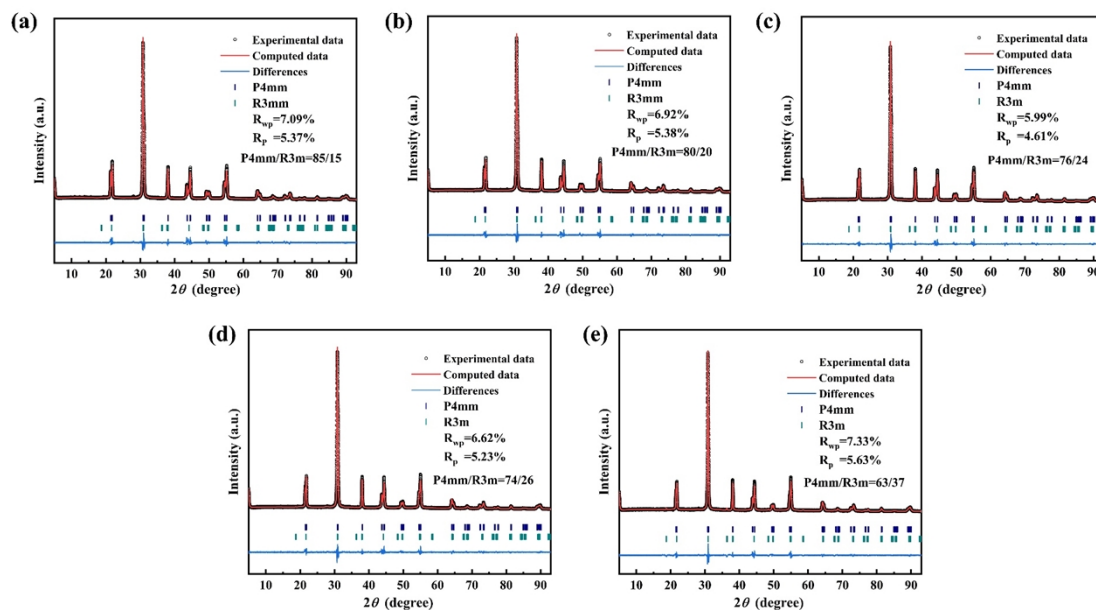 (a)
Experimental data
Computed data
Differences
P4mm
R3mm
Rwp=7.09%
Rp =5.37%
P4mm/R3m=85/15
Intensity (a.u.)
10 20 30 40 50 60 70 80 90
2θ (degree)
(b)
Experimental data
Computed data
Differences
P4mm
R3mm
Rwp=6.92%
Rp =5.38%
P4mm/R3m=80/20
Intensity (a.u.)
10 20 30 40 50 60 70 80 90
2θ (degree)
(c)
Experimental data
Computed data
Differences
P4mm
R3m
Rwp=5.99%
Rp =4.61%
P4mm/R3m=76/24
Intensity (a.u.)
10 20 30 40 50 60 70 80 90
2θ (degree)
(d)
Experimental data
Computed data
Differences
P4mm
R3m
Rwp=6.62%
Rp =5.23%
P4mm/R3m=74/26
Intensity (a.u.)
10 20 30 40 50 60 70 80 90
2θ (degree)
(e)
Experimental data
Computed data
Differences
P4mm
R3m
Rwp=7.33%
Rp =5.63%
P4mm/R3m=63/37
Intensity (a.u.)
10 20 30 40 50 60 70 80 90
2θ (degree)